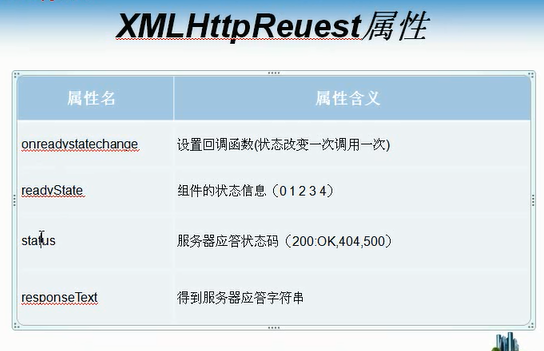 XMLHttpReuest属性
属性名 属性含义
onreadystatechange 设置回调函数(状态改变一次调用一次)
readyState 组件的状态信息（0 1 2 3 4）
status 服务器应答状态码（200:OK,404,500）
responseText 得到服务器应答字符串